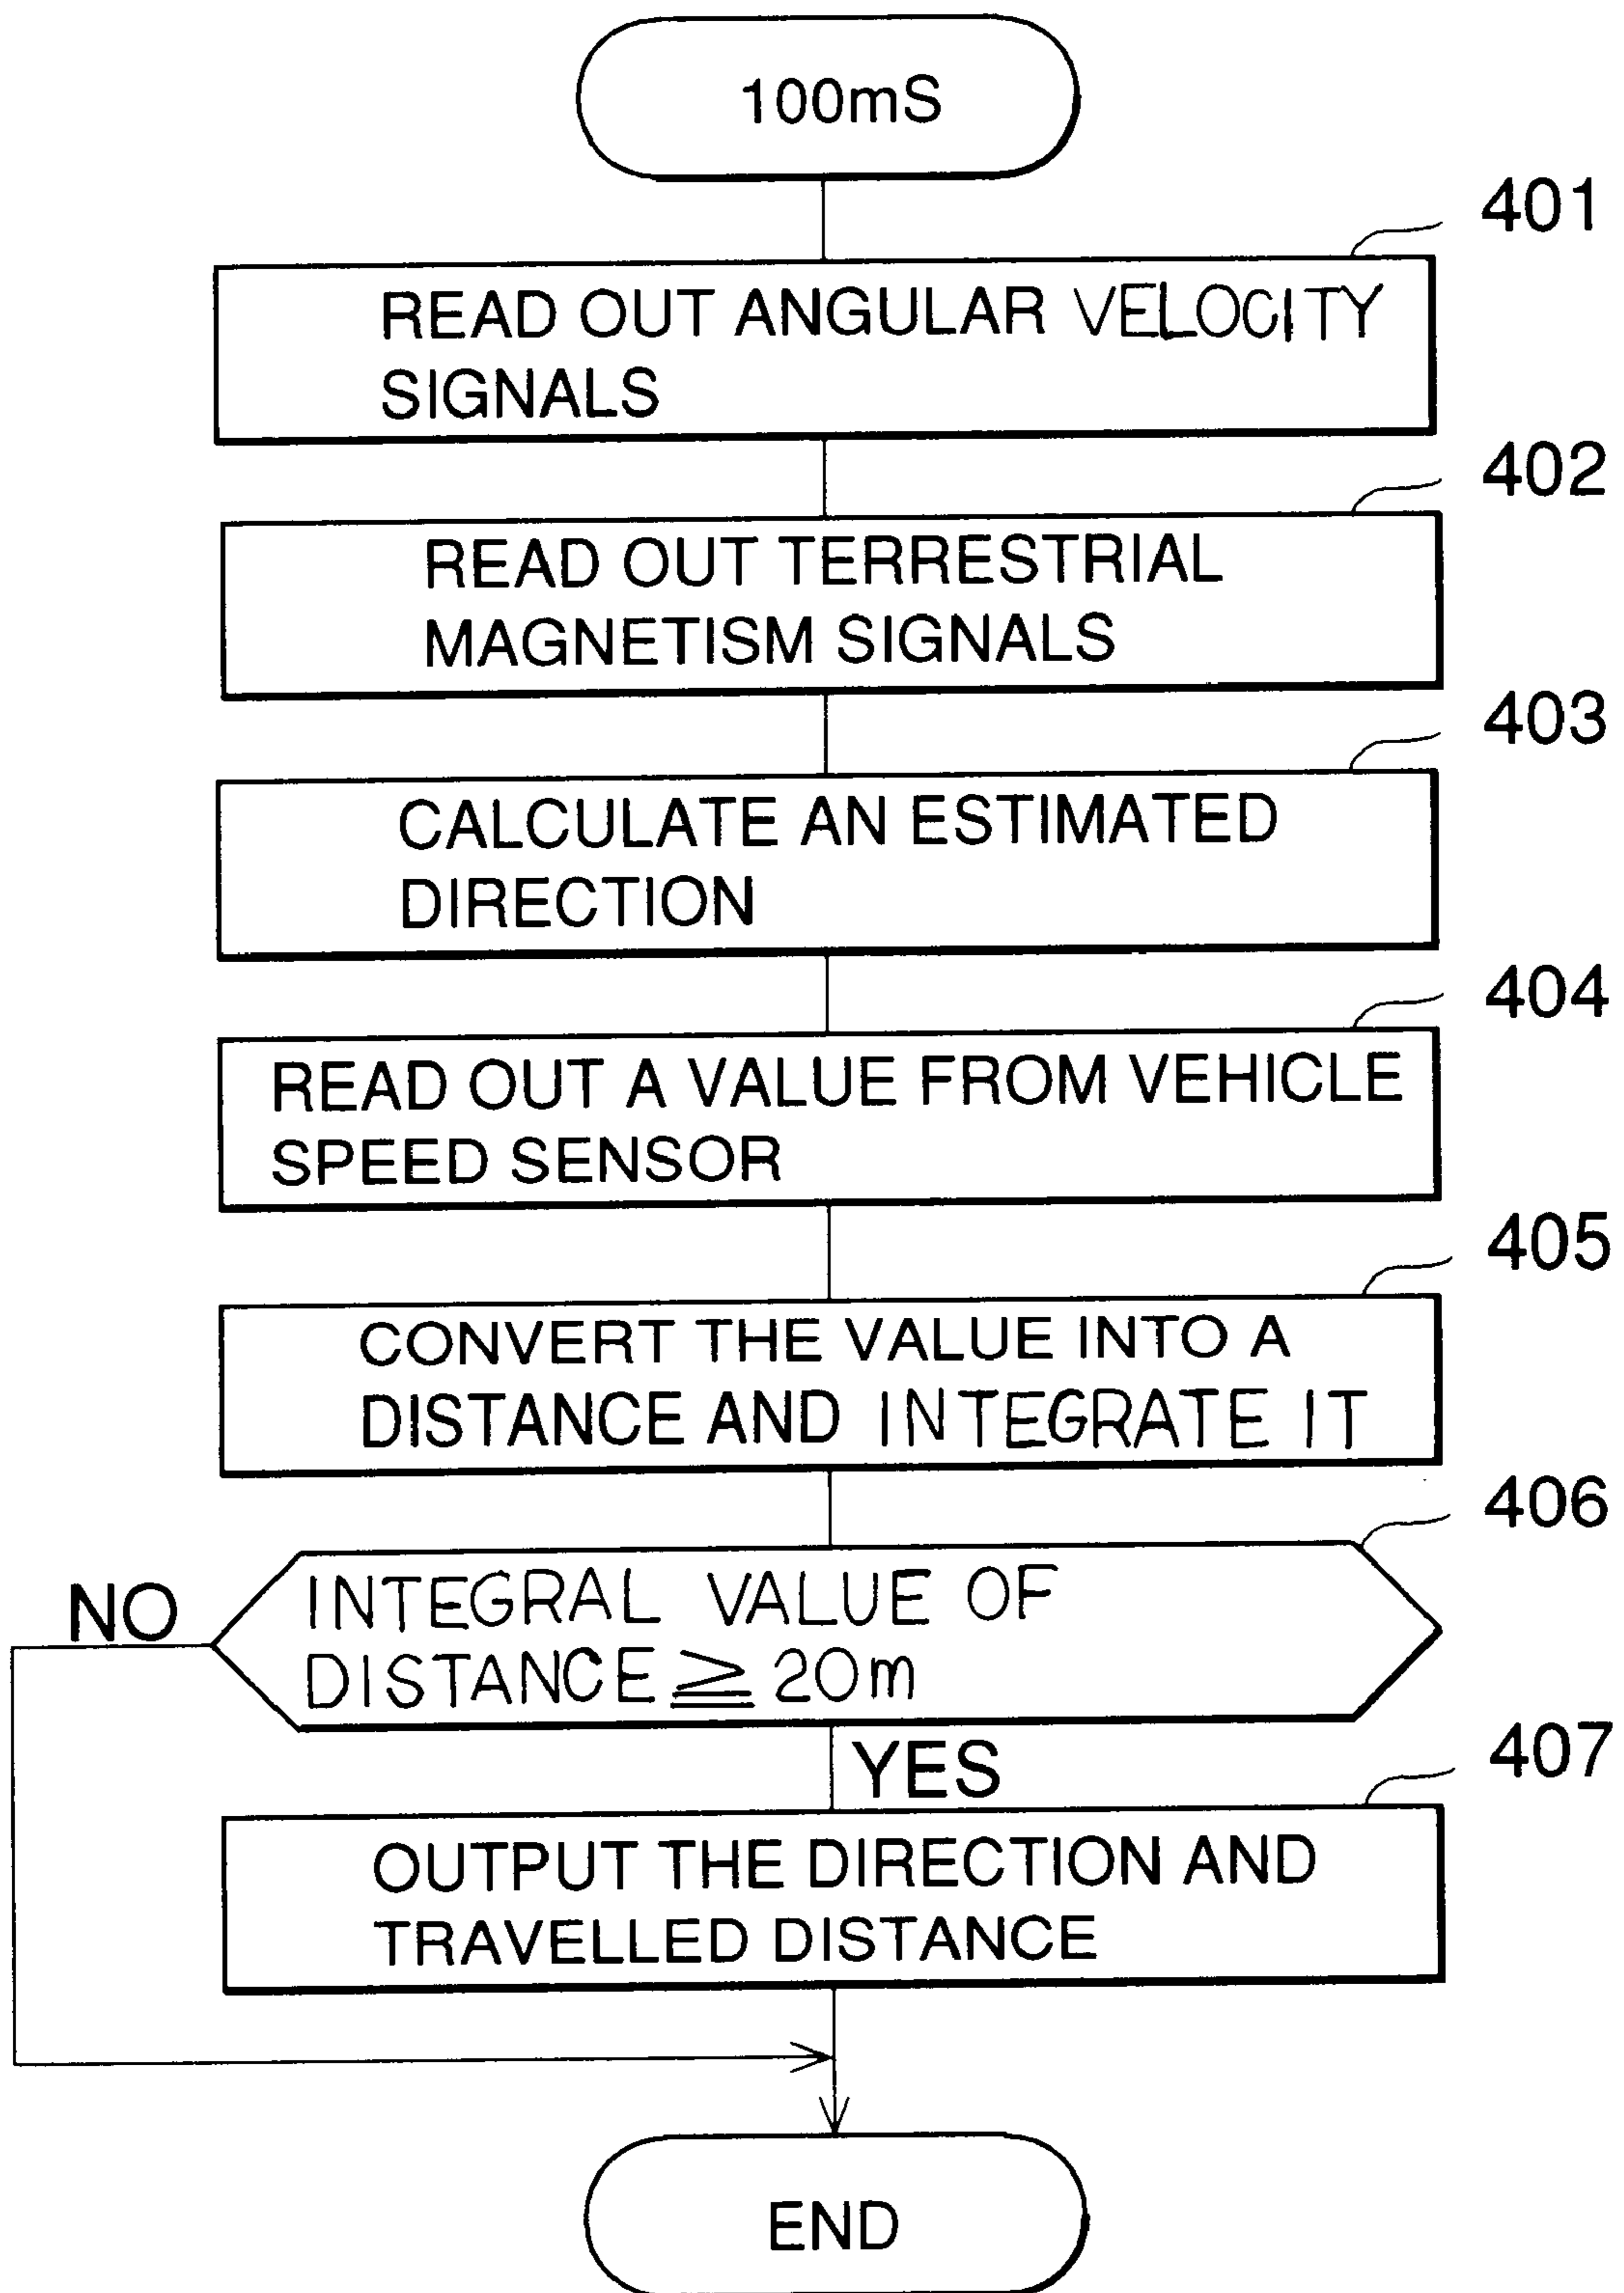 100mS
401
READ OUT ANGULAR VELOCITY
SIGNALS
402
READ OUT TERRESTRIAL
MAGNETISM SIGNALS
403
CALCULATE AN ESTIMATED
DIRECTION
404
READ OUT A VALUE FROM VEHICLE
SPEED SENSOR
405
CONVERT THE VALUE INTO A
DISTANCE AND INTEGRATE IT
406
NO
INTEGRAL VALUE OF
DISTANCE ≧ 20m
YES
407
OUTPUT THE DIRECTION AND
TRAVELLED DISTANCE
END